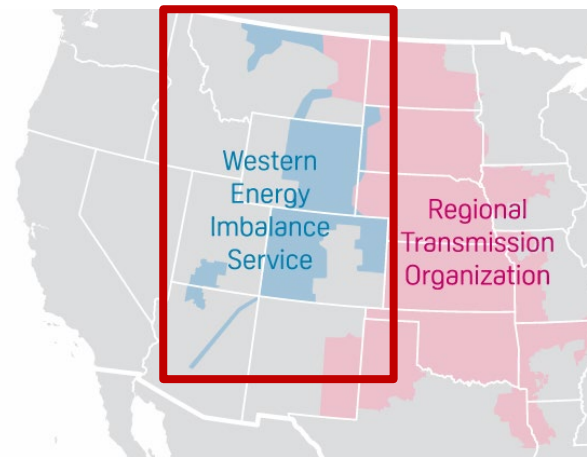 Western
Energy
Imbalance
Service
Regional
Transmission
Organization